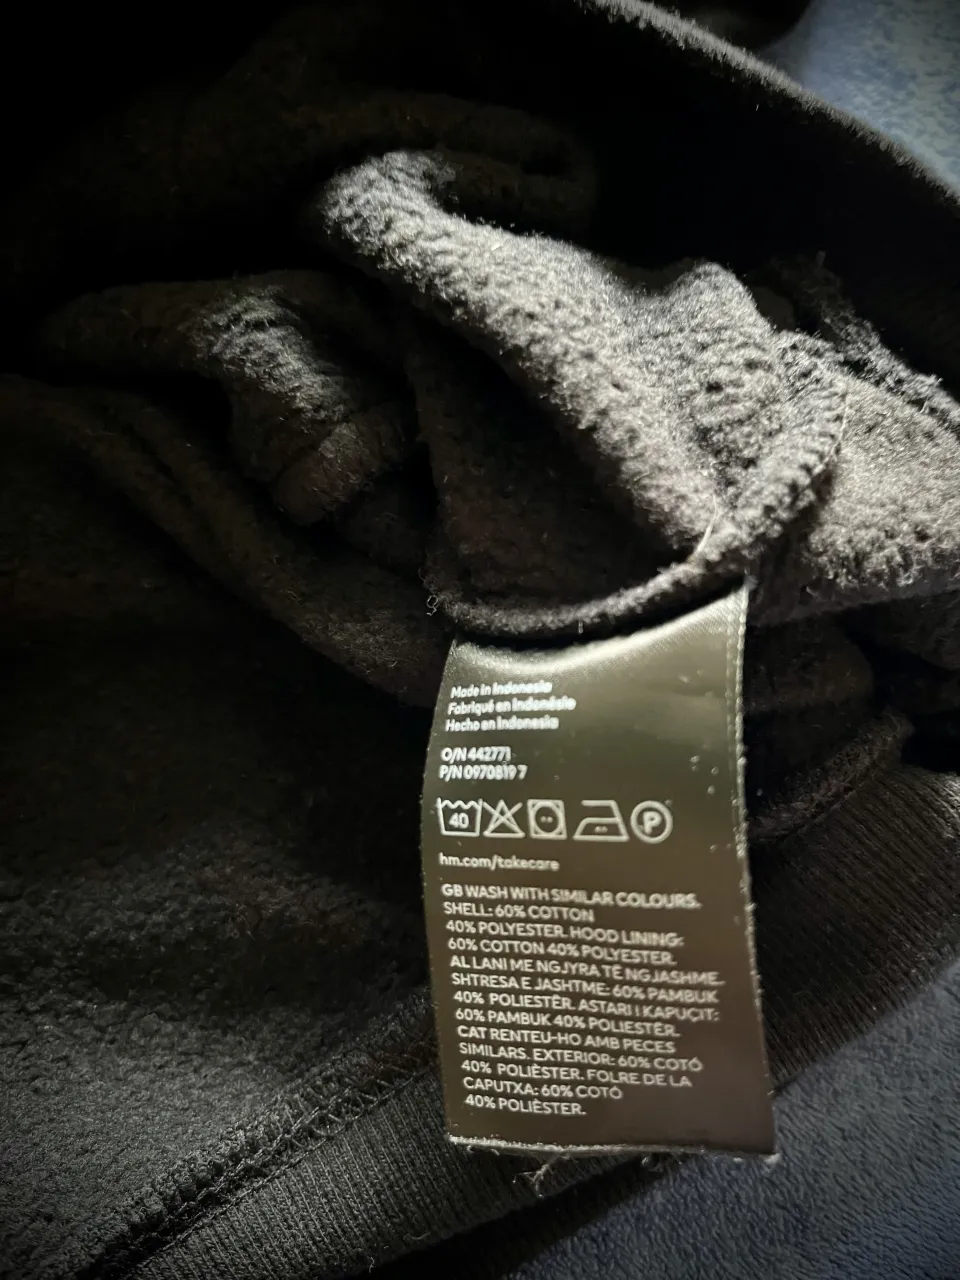 Made in Indonesia
Fabriqué en Indonésie
Hecho en Indonesia
O/N 442771
P/N 0970819 7
40 P
hm.com/takecare
GB WASH WITH SIMILAR COLOURS.
SHELL: 60% COTTON
40% POLYESTER. HOOD LINING:
60% COTTON 40% POLYESTER.
AL LANI ME NGJYRA TË NGJASHME.
SHTRESA E JASHTME: 60% PAMBUK
40% POLIESTËR. ASTARI I KAPUÇIT:
60% PAMBUK 40% POLIESTËR.
CAT RENTEU-HO AMB PECES
SIMILARS. EXTERIOR: 60% COTÓ
40% POLIÈSTER. FOLRE DE LA
CAPUTXA: 60% COTÓ
40% POLIÈSTER.